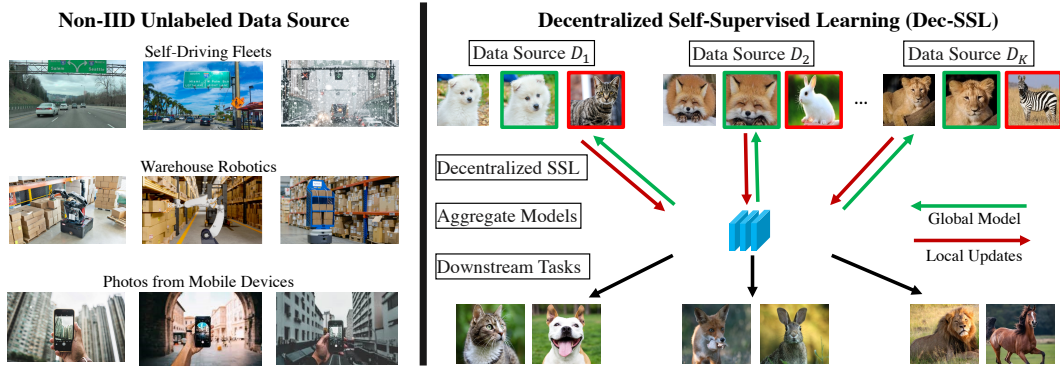 Non-IID Unlabeled Data Source
Self-Driving Fleets
Warehouse Robotics
Photos from Mobile Devices
Decentralized Self-Supervised Learning (Dec-SSL)
Data Source D₁
Data Source D₂
Data Source D_K
...
Decentralized SSL
Aggregate Models
Global Model
Local Updates
Downstream Tasks